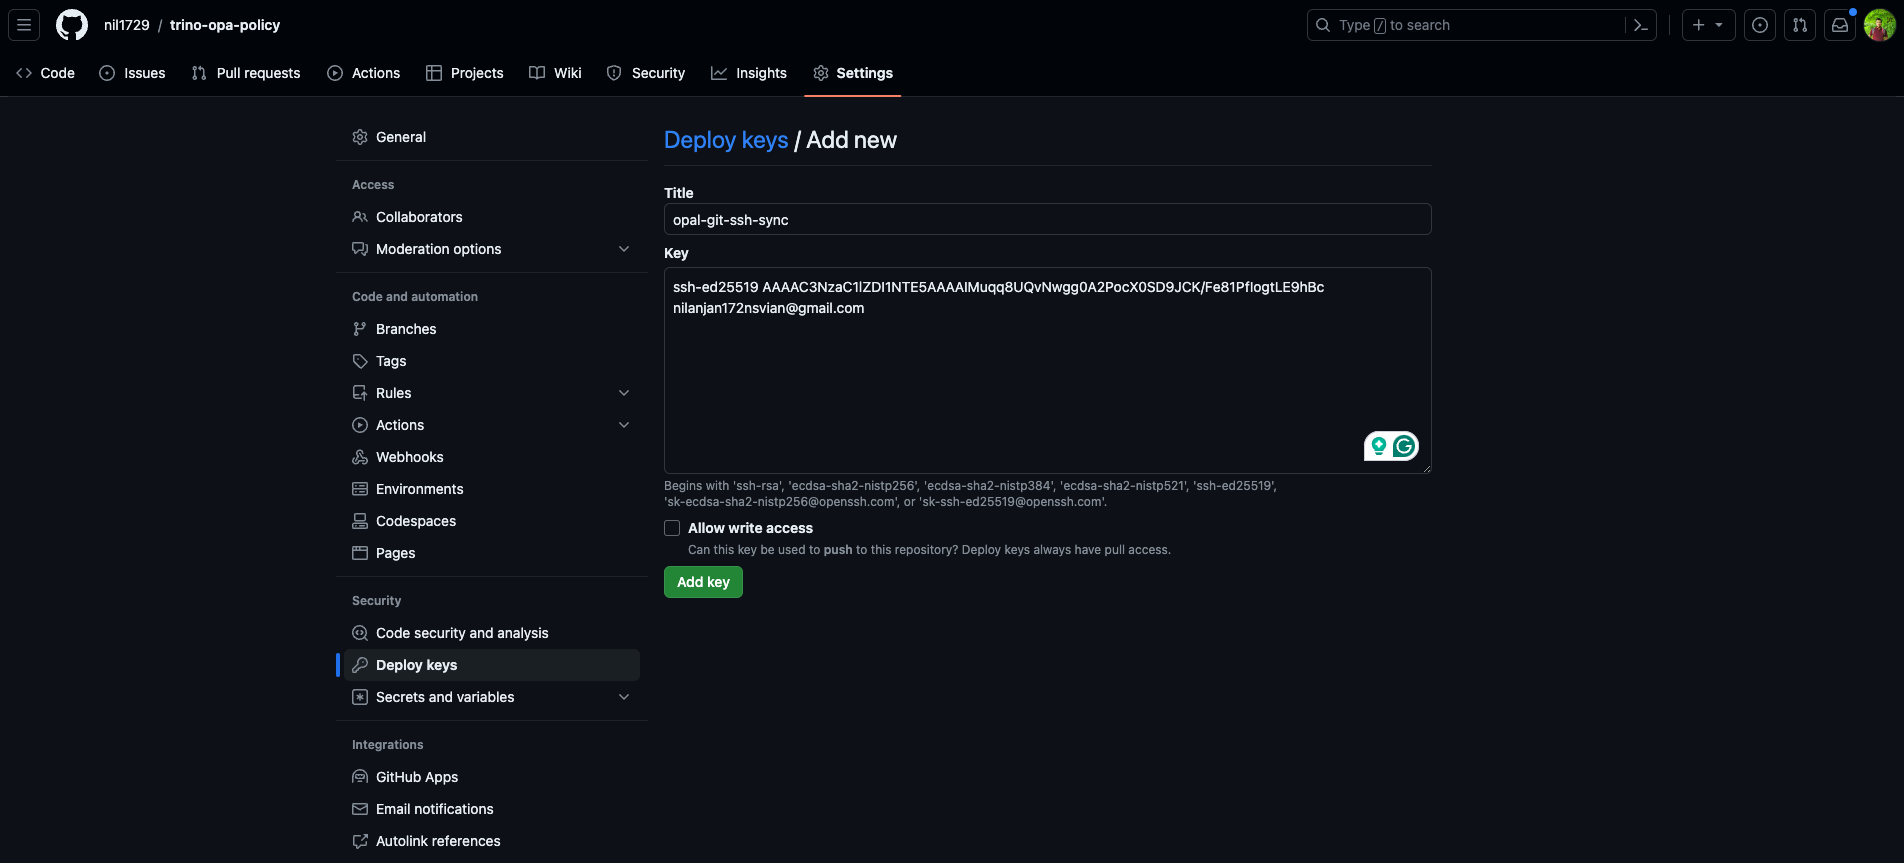 nil1729 / trino-opa-policy
Type / to search
Code Issues Pull requests Actions Projects Wiki Security Insights Settings
General
Access
Collaborators
Moderation options
Code and automation
Branches
Tags
Rules
Actions
Webhooks
Environments
Codespaces
Pages
Security
Code security and analysis
Deploy keys
Secrets and variables
Integrations
GitHub Apps
Email notifications
Autolink references
Deploy keys / Add new
Title
opal-git-ssh-sync
Key
ssh-ed25519 AAAAC3NzaC1lZDI1NTE5AAAAIMuqq8UQvNwgg0A2PocX0SD9JCK/Fe81PflogtLE9hBc
nilanjan172nsvian@gmail.com
Begins with 'ssh-rsa', 'ecdsa-sha2-nistp256', 'ecdsa-sha2-nistp384', 'ecdsa-sha2-nistp521', 'ssh-ed25519',
'sk-ecdsa-sha2-nistp256@openssh.com', or 'sk-ssh-ed25519@openssh.com'.
Allow write access
Can this key be used to push to this repository? Deploy keys always have pull access.
Add key